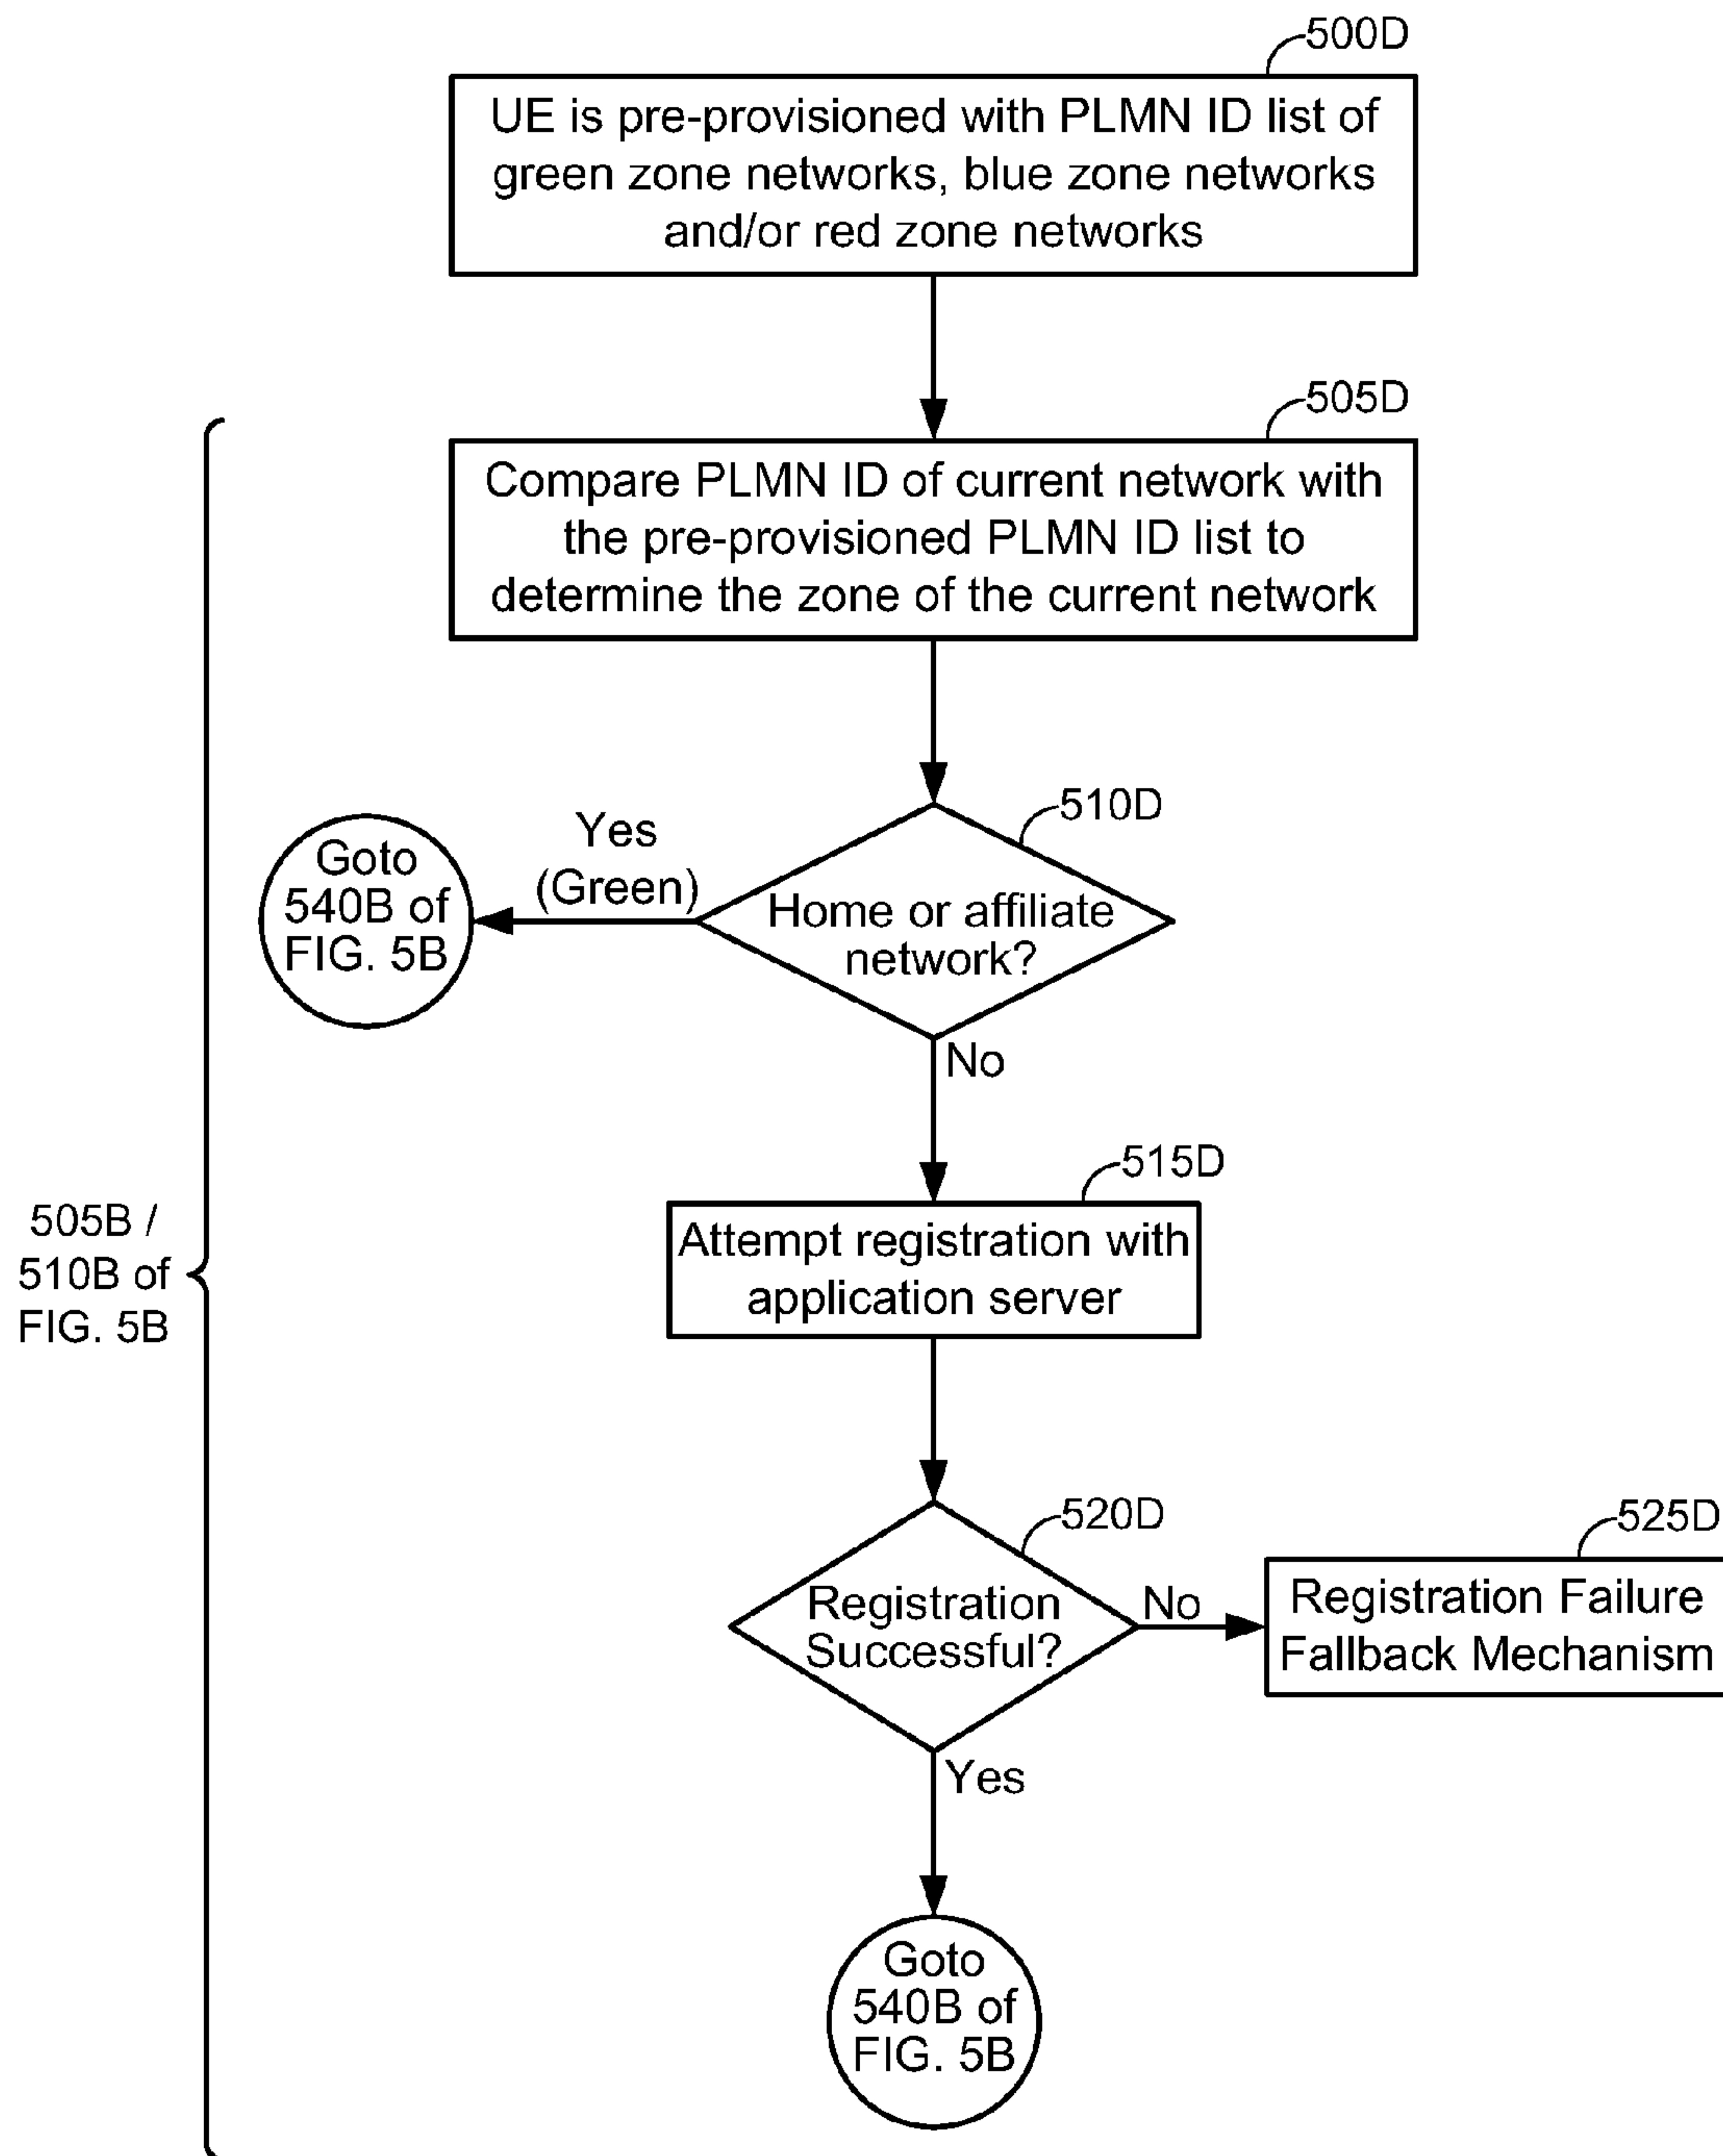 500D
UE is pre-provisioned with PLMN ID list of
green zone networks, blue zone networks
and/or red zone networks
505D
Compare PLMN ID of current network with
the pre-provisioned PLMN ID list to
determine the zone of the current network
510D
Home or affiliate
network?
Yes
(Green)
Goto
540B of
FIG. 5B
No
515D
Attempt registration with
application server
505B /
510B of
FIG. 5B
520D
Registration
Successful?
No
525D
Registration Failure
Fallback Mechanism
Yes
Goto
540B of
FIG. 5B